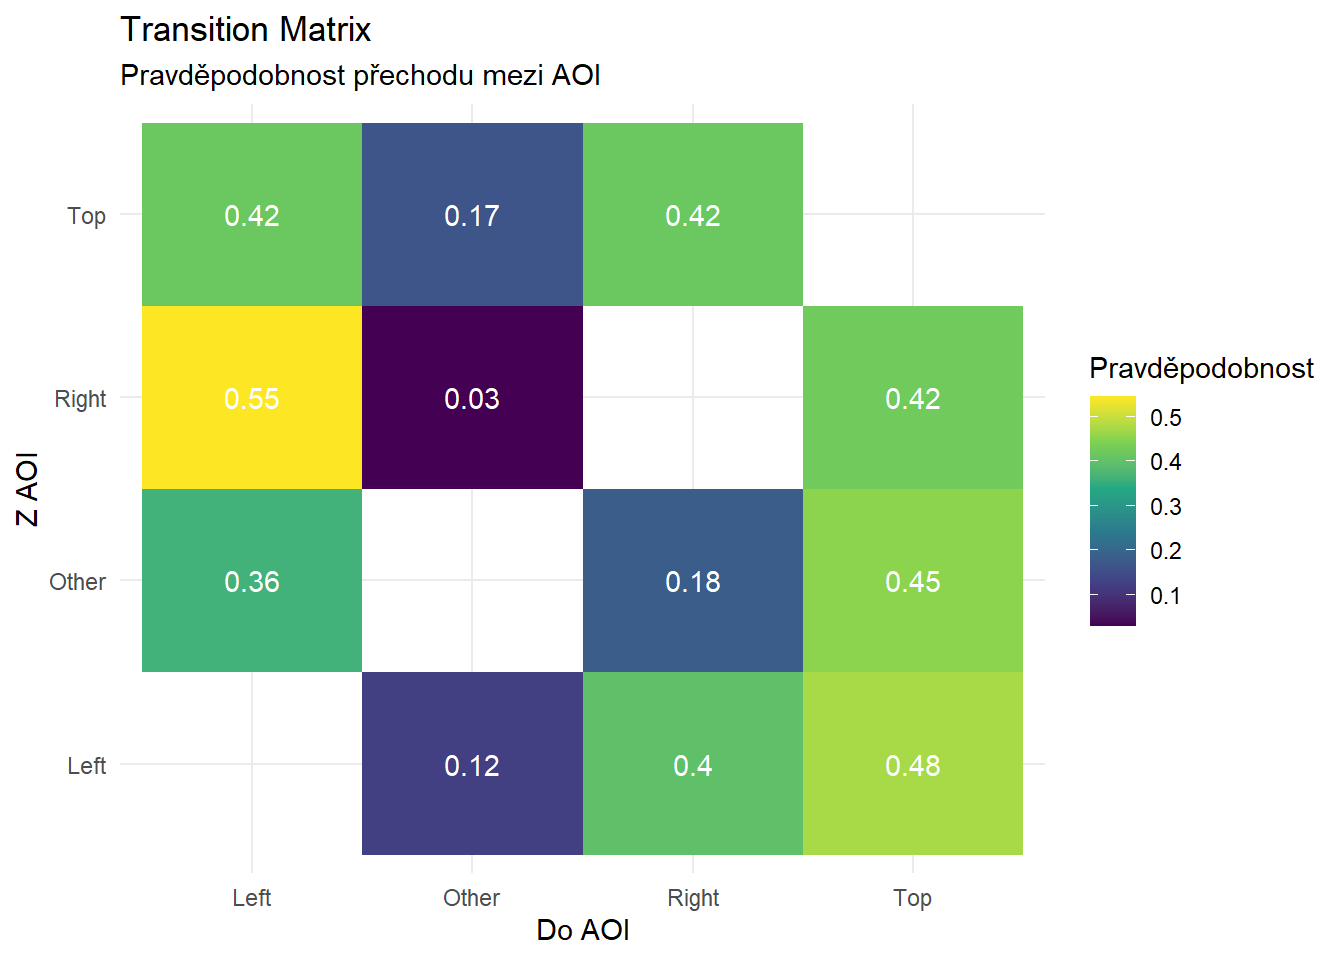 Transition Matrix
Pravděpodobnost přechodu mezi AOI
Top
0.42
0.17
0.42
Right
0.55
0.03
0.42
Other
0.36
0.18
0.45
Left
0.12
0.4
0.48
Left
Other
Right
Top
Do AOI
Z AOI
Pravděpodobnost
0.5
0.4
0.3
0.2
0.1